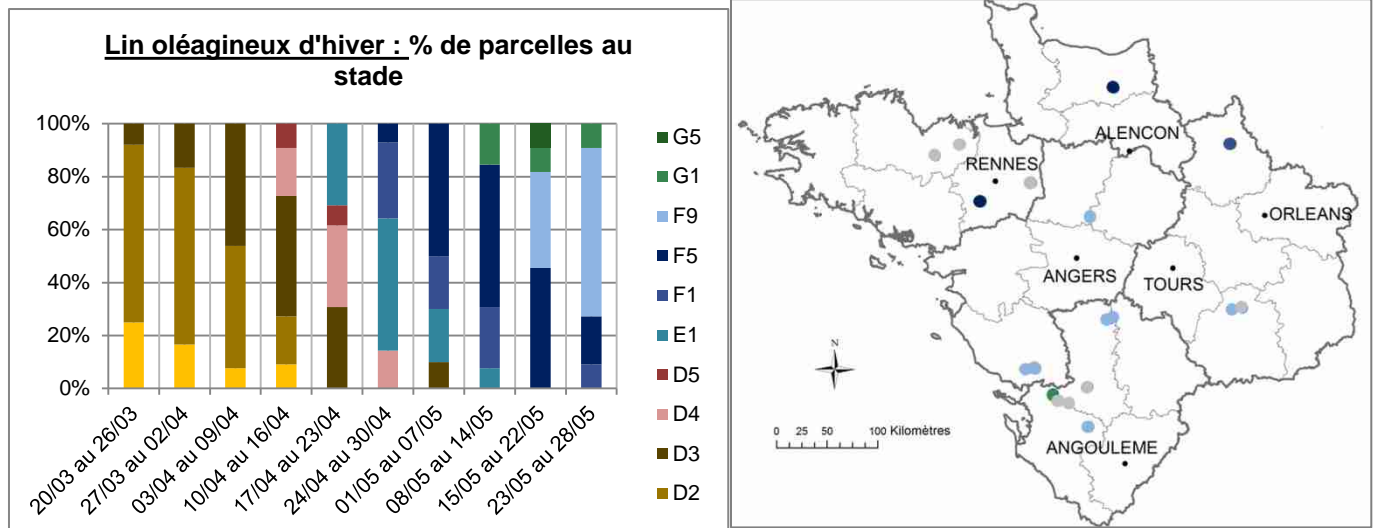 Lin oléagineux d'hiver : % de parcelles au
stade
100%
80%
60%
40%
20%
0%
20/03 au 26/03
27/03 au 02/04
03/04 au 09/04
10/04 au 16/04
17/04 au 23/04
24/04 au 30/04
01/05 au 07/05
08/05 au 14/05
15/05 au 22/05
23/05 au 28/05
G5
G1
F9
F5
F1
E1
D5
D4
D3
D2
ALENCON
RENNES
ORLEANS
ANGERS
TOURS
N
ANGOULEME
0 25 50 100 Kilomètres